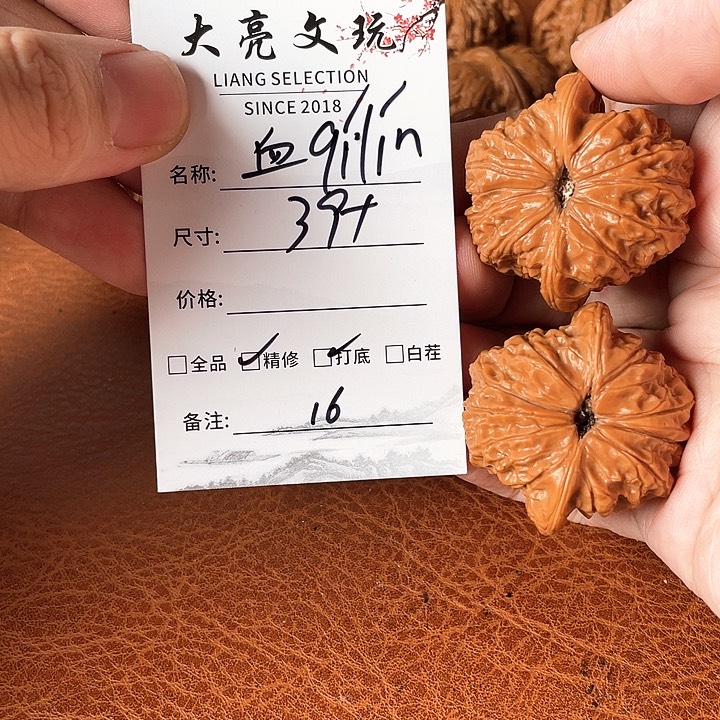 大亮文玩
LIANG SELECTION
SINCE 2018
名称: 血qilin
尺寸: 39+
价格:
全品 精修 打底 白茬
备注: 16